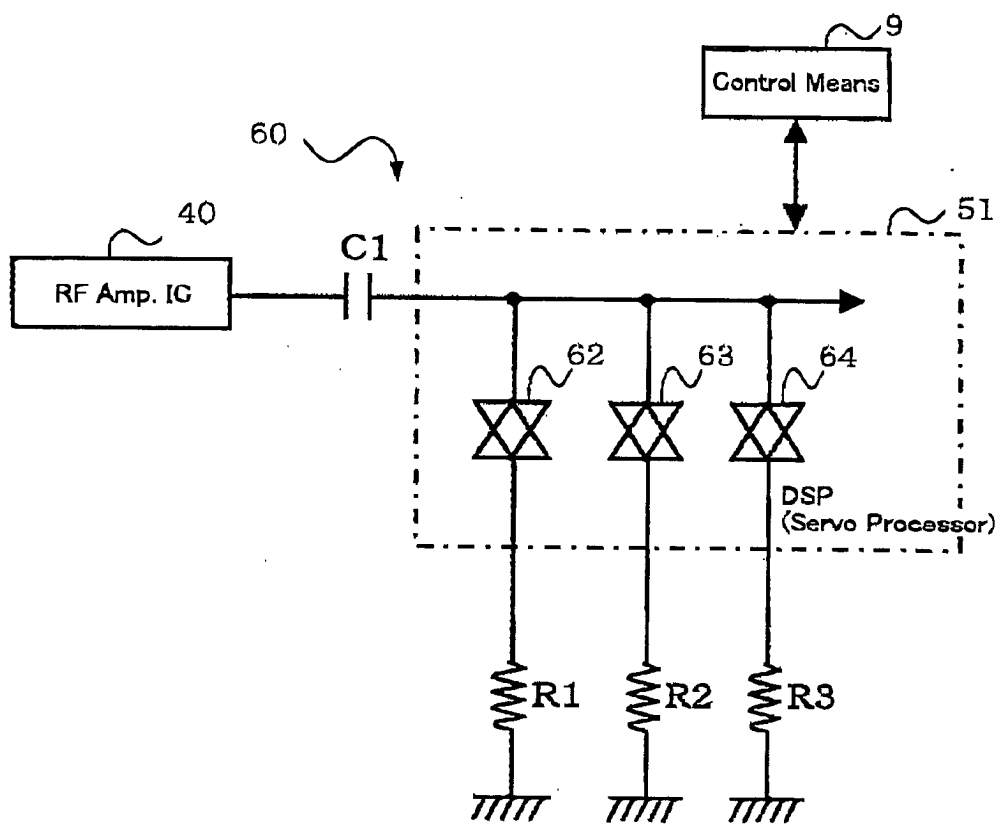 9
Control Means
60
51
40
C1
RF Amp. IC
62
63
64
DSP
(Servo Processor)
R1
R2
R3